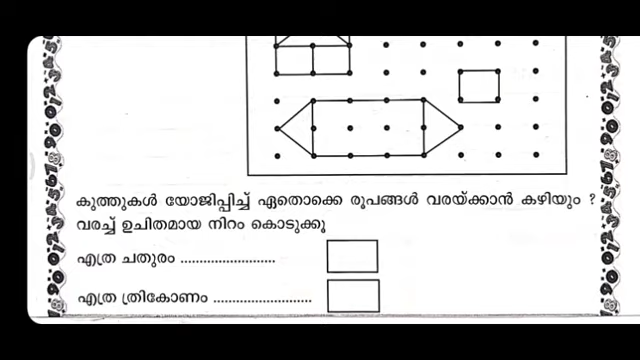 കുത്തുകൾ യോജിപ്പിച്ച് ഏതൊക്കെ രൂപങ്ങൾ വരയ്ക്കാൻ കഴിയും ?
വരച്ച് ഉചിതമായ നിറം കൊടുക്കൂ
എത്ര ചതുരം .........................
എത്ര ത്രികോണം ..........................